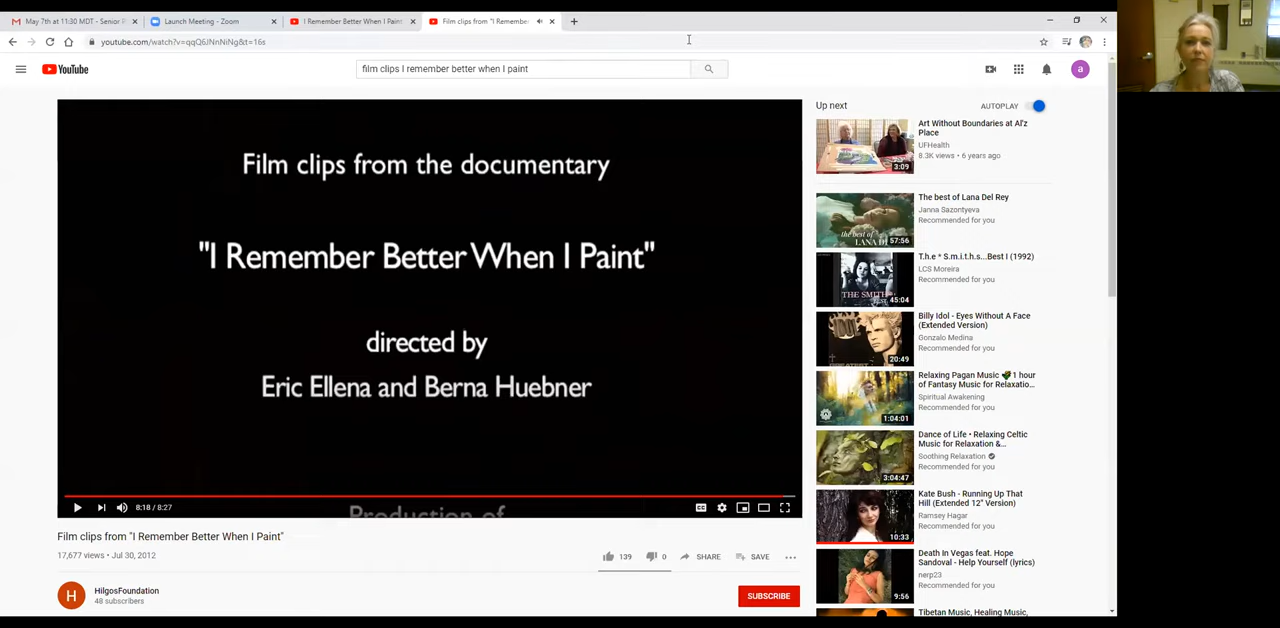 May 7th at 11:30 MDT - Senior P
Launch Meeting - Zoom
I Remember Better When I Paint
Film clips from "I Remember
youtube.com/watch?v=qqQ6JNnNiNg&t=16s
YouTube
film clips I remember better when I paint
a
Film clips from the documentary
"I Remember Better When I Paint"
directed by
Eric Ellena and Berna Huebner
Production of
8:18 / 8:27
CC
Film clips from "I Remember Better When I Paint"
17,677 views • Jul 30, 2012
139
0
SHARE
SAVE
H
HilgosFoundation
48 subscribers
SUBSCRIBE
Up next
AUTOPLAY
3:09
Art Without Boundaries at Al'z
Place
UFHealth
8.3K views • 6 years ago
the best of
LANA D
57:56
The best of Lana Del Rey
Janna Sazontyeva
Recommended for you
THE SMITH
45:04
T.h.e * S.m.i.t.h.s...Best I (1992)
LCS Moreira
Recommended for you
IDOL
20:49
Billy Idol - Eyes Without A Face
(Extended Version)
Gonzalo Medina
Recommended for you
1:04:01
Relaxing Pagan Music 🌿 1 hour
of Fantasy Music for Relaxatio...
Spiritual Awakening
Recommended for you
3:04:47
Dance of Life • Relaxing Celtic
Music for Relaxation &...
Soothing Relaxation
Recommended for you
10:33
Kate Bush - Running Up That
Hill (Extended 12" Version)
Ramsey Hagar
Recommended for you
9:56
Death In Vegas feat. Hope
Sandoval - Help Yourself (lyrics)
nerp23
Recommended for you
Tibetan Music, Healing Music,